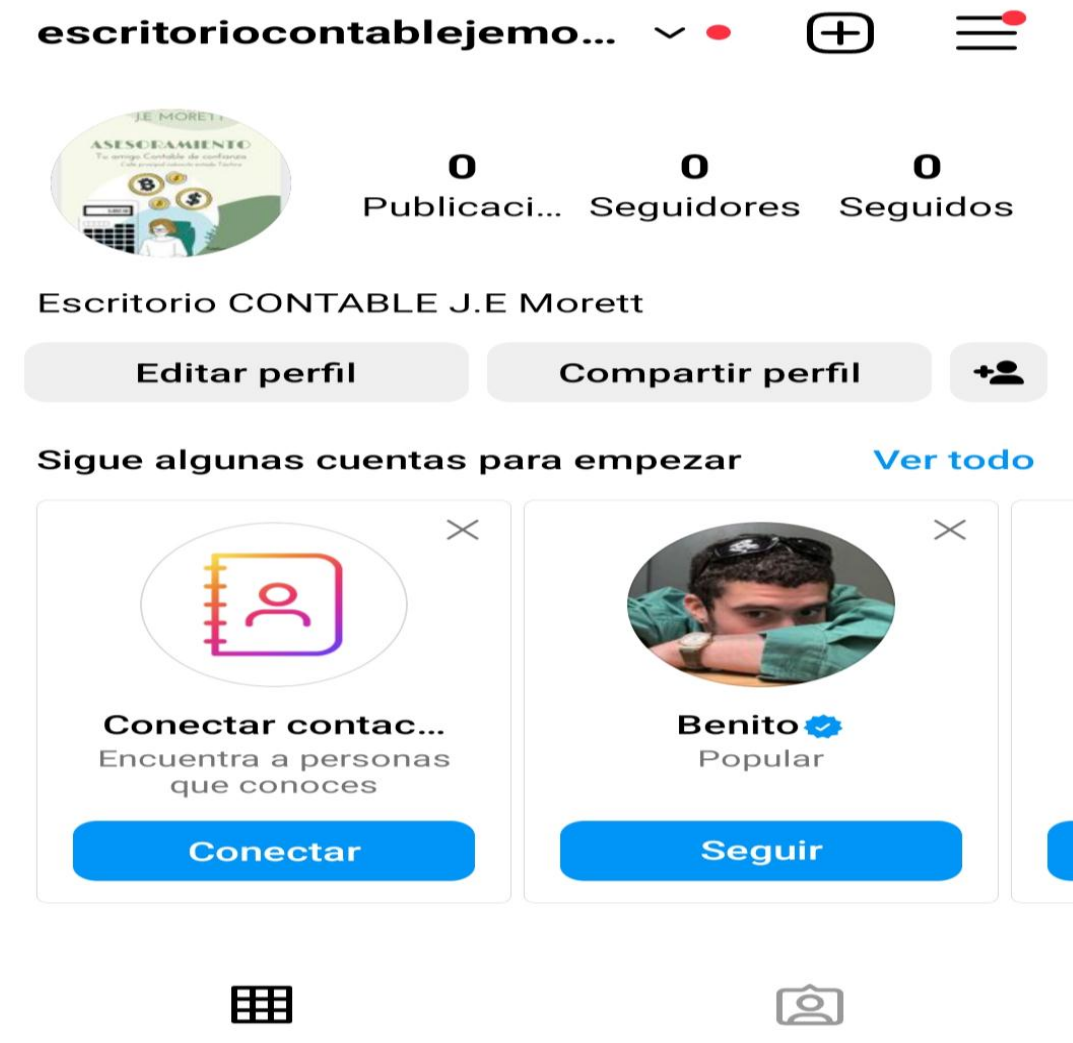 escritoriocontablejemo...
J.E MORETT
ASESORAMIENTO
Tu amigo Contable de confianza
0
0
0
Publicaci...
Seguidores
Seguidos
Escritorio CONTABLE J.E Morett
Editar perfil
Compartir perfil
Sigue algunas cuentas para empezar
Ver todo
Conectar contac...
Encuentra a personas
que conoces
Conectar
Benito
Popular
Seguir